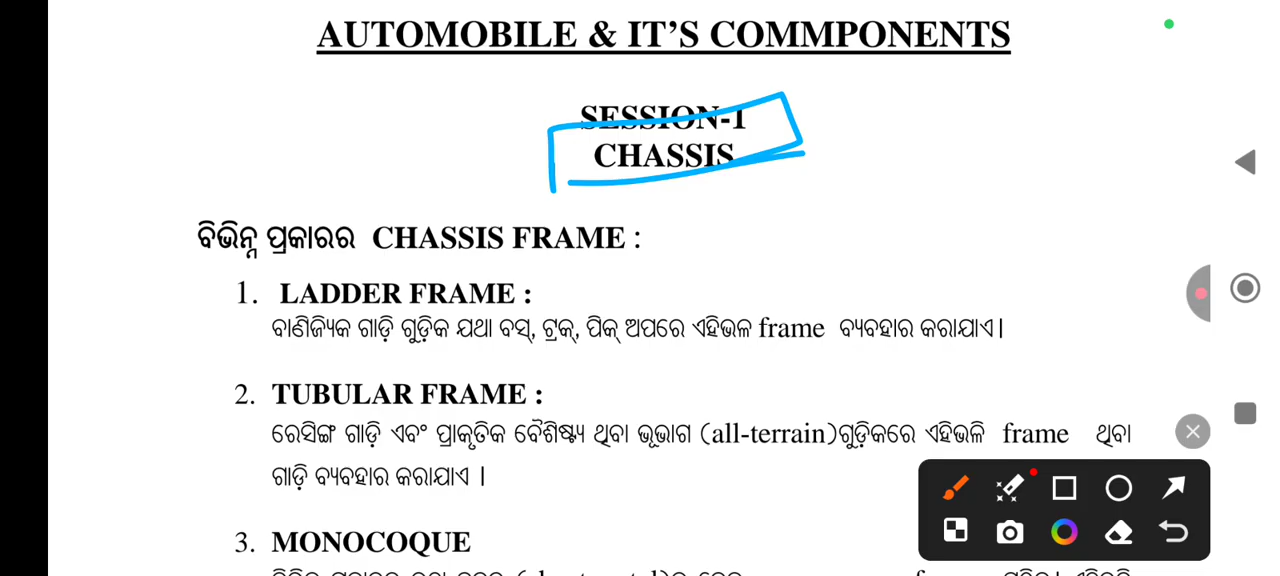 AUTOMOBILE & IT'S COMMPONENTS
SESSION-1
CHASSIS
ବିଭିନ୍ନ ପ୍ରକାରର CHASSIS FRAME :
1. LADDER FRAME :
ବାଣିଜ୍ୟିକ ଗାଡ଼ି ଗୁଡ଼ିକ ଯଥା ବସ୍, ଟ୍ରକ୍, ପିକ୍ ଅପରେ ଏହିଭଳ frame ବ୍ୟବହାର କରାଯାଏ।
2. TUBULAR FRAME :
ରେସିଙ୍ଗ ଗାଡ଼ି ଏବଂ ପ୍ରାକୃତିକ ବୈଶିଷ୍ଟ୍ୟ ଥିବା ଭୂଭାଗ (all-terrain)ଗୁଡ଼ିକରେ ଏହିଭଳି frame ଥିବା
ଗାଡ଼ି ବ୍ୟବହାର କରାଯାଏ ।
3. MONOCOQUE